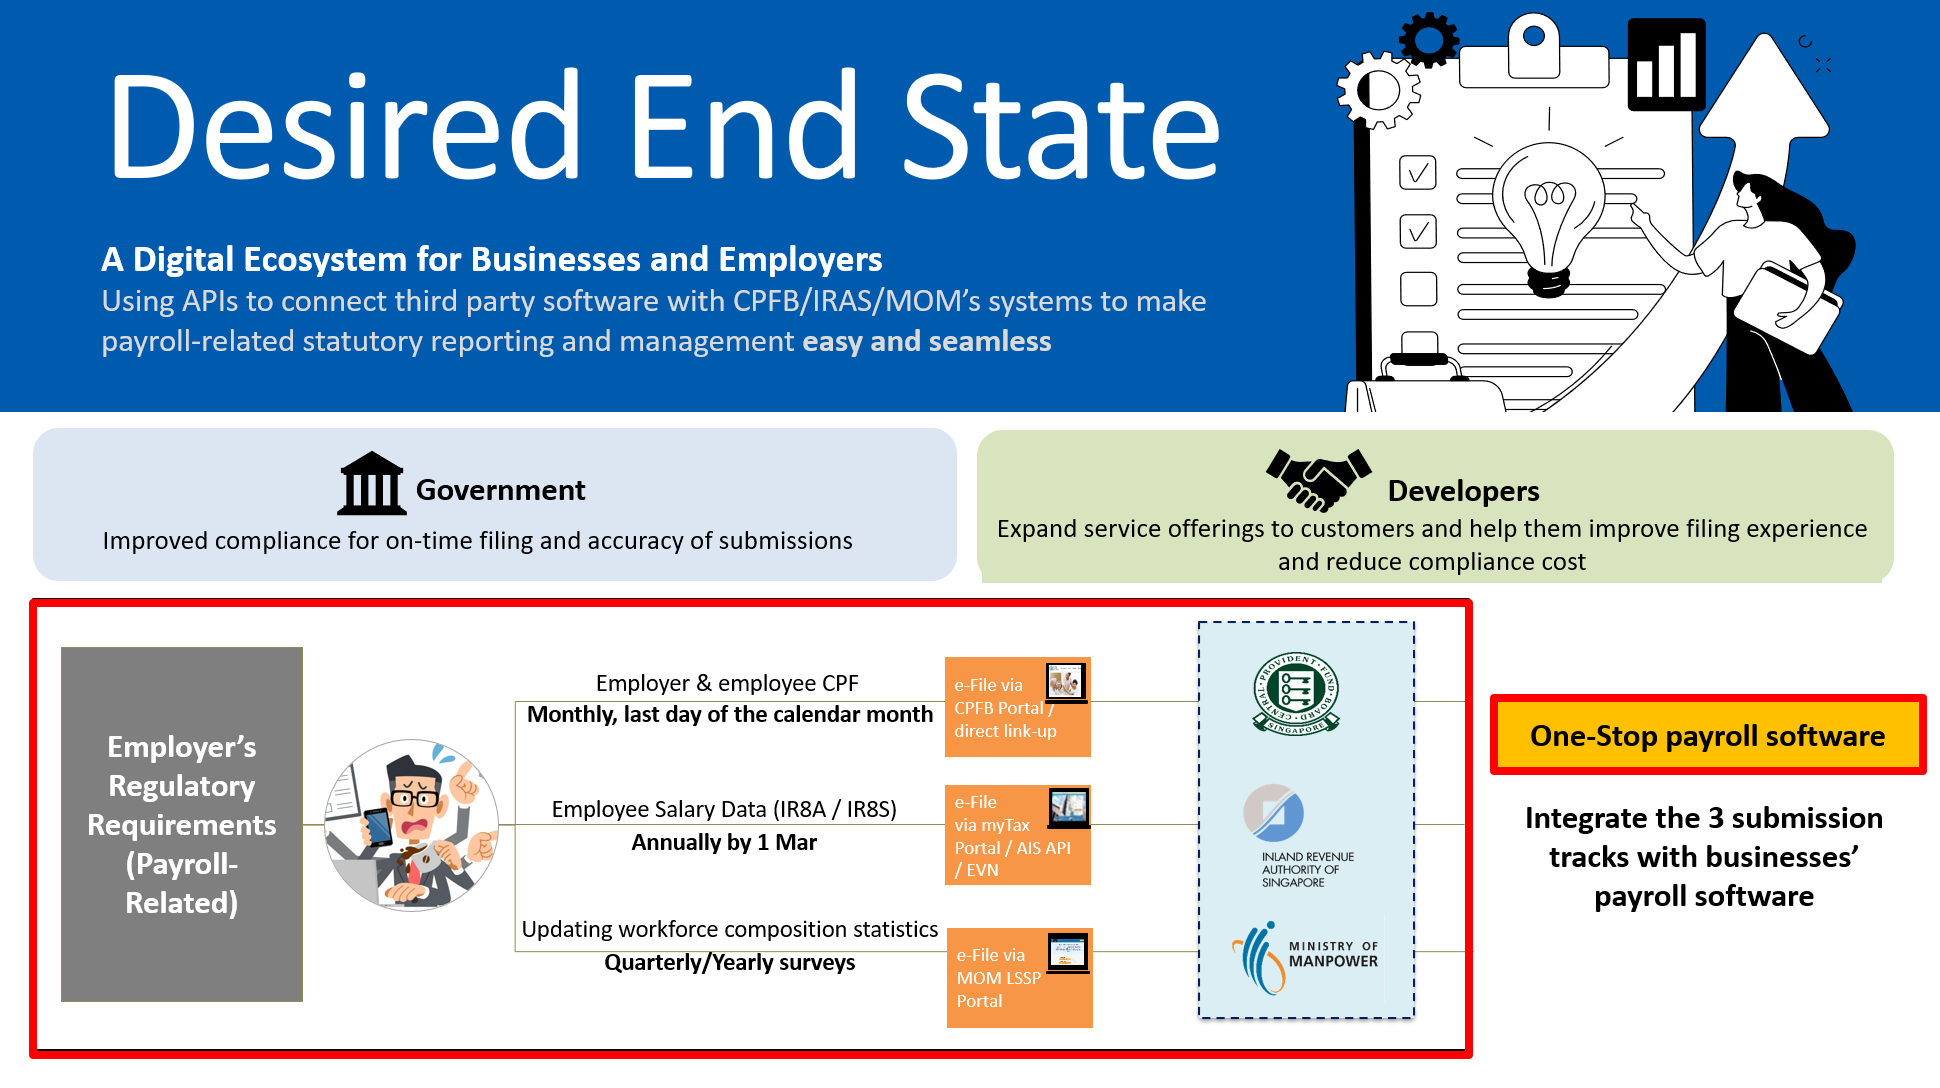 Desired End State
A Digital Ecosystem for Businesses and Employers
Using APIs to connect third party software with CPFB/IRAS/MOM’s systems to make
payroll-related statutory reporting and management easy and seamless
Government
Improved compliance for on-time filing and accuracy of submissions
Developers
Expand service offerings to customers and help them improve filing experience
and reduce compliance cost
Employer’s
Regulatory
Requirements
(Payroll-
Related)
Employer & employee CPF
Monthly, last day of the calendar month
e-File via
CPFB Portal /
direct link-up
CENTRAL · PROVIDENT · FUND · BOARD
SINGAPORE
Employee Salary Data (IR8A / IR8S)
Annually by 1 Mar
e-File
via myTax
Portal / AIS API
/ EVN
INLAND REVENUE
AUTHORITY OF
SINGAPORE
Updating workforce composition statistics
Quarterly/Yearly surveys
e-File via
MOM LSSP
Portal
MINISTRY OF
MANPOWER
One-Stop payroll software
Integrate the 3 submission
tracks with businesses’
payroll software